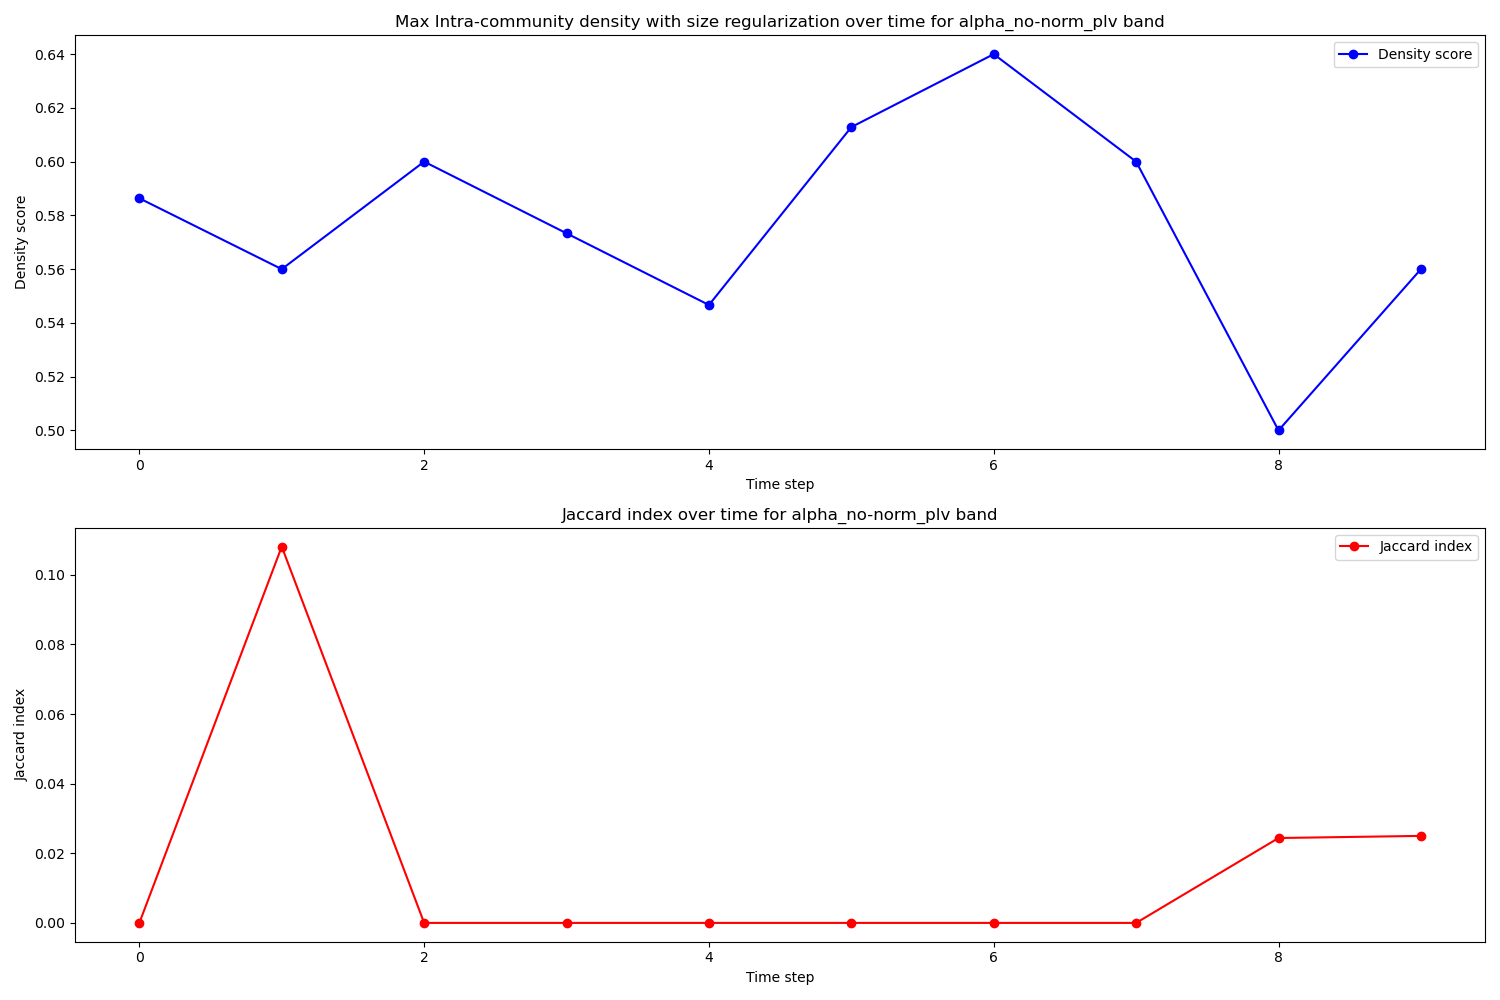 Max Intra-community density with size regularization over time for alpha_no-norm_plv band
Density score
0.64
0.62
0.60
0.58
0.56
0.54
0.52
0.50
Density score
0 2 4 6 8
Time step
Jaccard index over time for alpha_no-norm_plv band
Jaccard index
0.10
0.08
0.06
0.04
0.02
0.00
Jaccard index
0 2 4 6 8
Time step